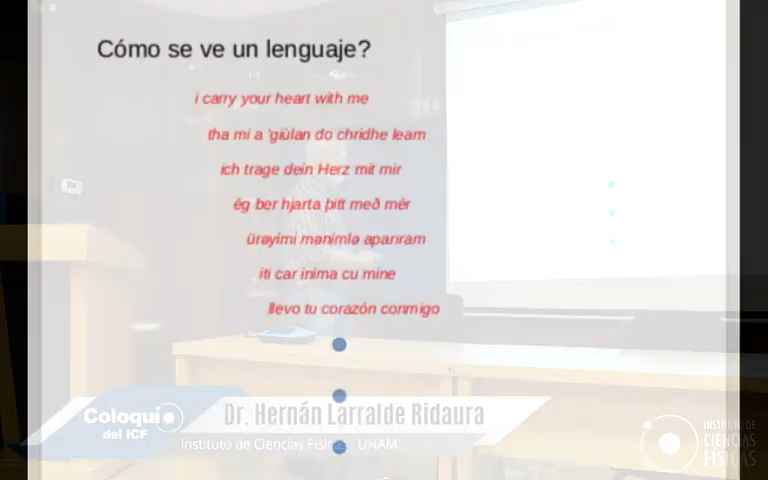 Cómo se ve un lenguaje?
i carry your heart with me
tha mi a 'giùlan do chridhe leam
ich trage dein Herz mit mir
ég ber hjarta þitt með mér
ürəyimi mənimlə aparıram
iti car inima cu mine
llevo tu corazón conmigo
Coloquio
del ICF
Dr. Hernán Larralde Ridaura
Instituto de Ciencias Físicas - UNAM
INSTITUTO DE
CIENCIAS
FÍSICAS